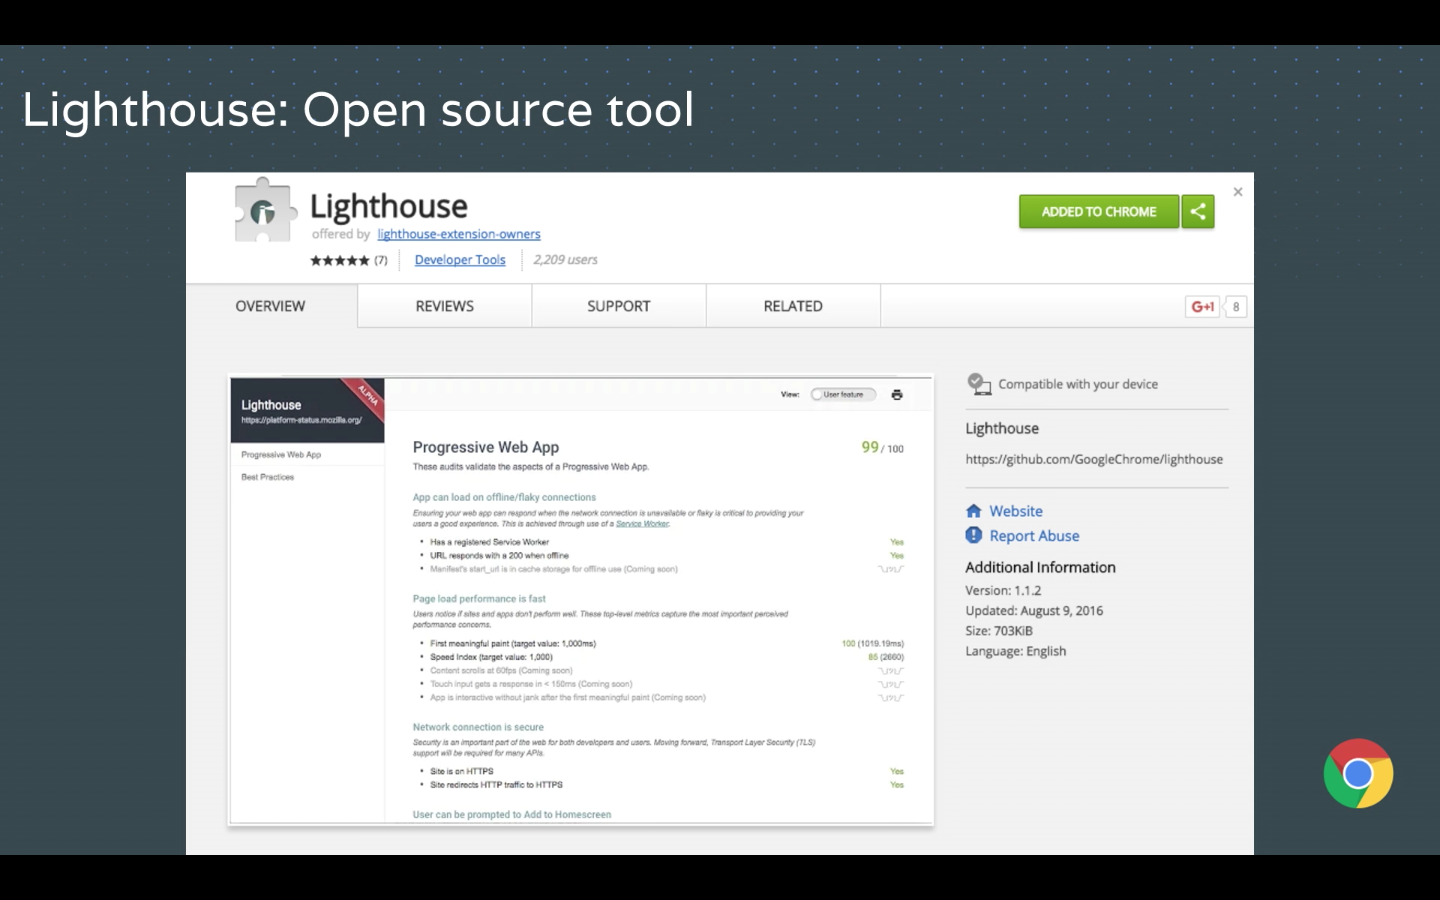 Lighthouse: Open source tool
Lighthouse
offered by lighthouse-extension-owners
★★★★★ (7) Developer Tools 2,209 users
ADDED TO CHROME
OVERVIEW REVIEWS SUPPORT RELATED
G+1 8
Lighthouse
https://platform-status.mozilla.org/
ALPHA
Progressive Web App
Best Practices
View: User feature
Progressive Web App 99 / 100
These audits validate the aspects of a Progressive Web App.
App can load on offline/flaky connections
Ensuring your web app can respond when the network connection is unavailable or flaky is critical to providing your
users a good experience. This is achieved through use of a Service Worker.
• Has a registered Service Worker Yes
• URL responds with a 200 when offline Yes
• Manifest's start_url is in cache storage for offline use (Coming soon) ¯\_(ツ)_/¯
Page load performance is fast
Users notice if sites and apps don't perform well. These top-level metrics capture the most important perceived
performance concerns.
• First meaningful paint (target value: 1,000ms) 100 (1019.19ms)
• Speed Index (target value: 1,000) 85 (2660)
• Content scrolls at 60fps (Coming soon) ¯\_(ツ)_/¯
• Touch input gets a response in < 150ms (Coming soon) ¯\_(ツ)_/¯
• App is interactive without jank after the first meaningful paint (Coming soon) ¯\_(ツ)_/¯
Network connection is secure
Security is an important part of the web for both developers and users. Moving forward, Transport Layer Security (TLS)
support will be required for many APIs.
• Site is on HTTPS Yes
• Site redirects HTTP traffic to HTTPS Yes
User can be prompted to Add to Homescreen
Compatible with your device
Lighthouse
https://github.com/GoogleChrome/lighthouse
Website
Report Abuse
Additional Information
Version: 1.1.2
Updated: August 9, 2016
Size: 703KiB
Language: English